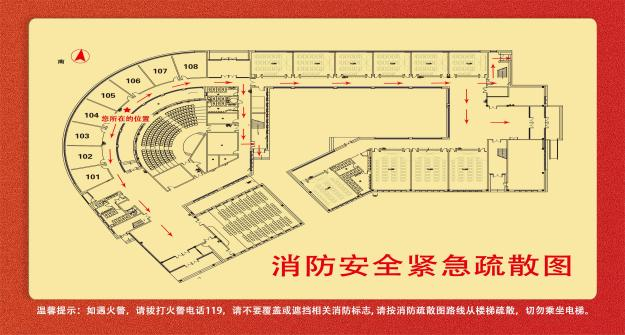 南
108
107
106
105
104
103
102
101
您所在的位置
消防安全紧急疏散图
温馨提示：如遇火警，请拔打火警电话119，请不要覆盖或遮挡相关消防标志，请按消防疏散图路线从楼梯疏散，切勿乘坐电梯。